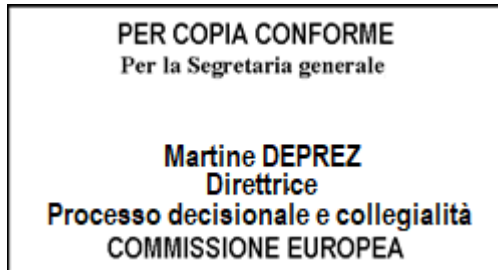 PER COPIA CONFORME
Per la Segretaria generale
Martine DEPREZ
Direttrice
Processo decisionale e collegialità
COMMISSIONE EUROPEA